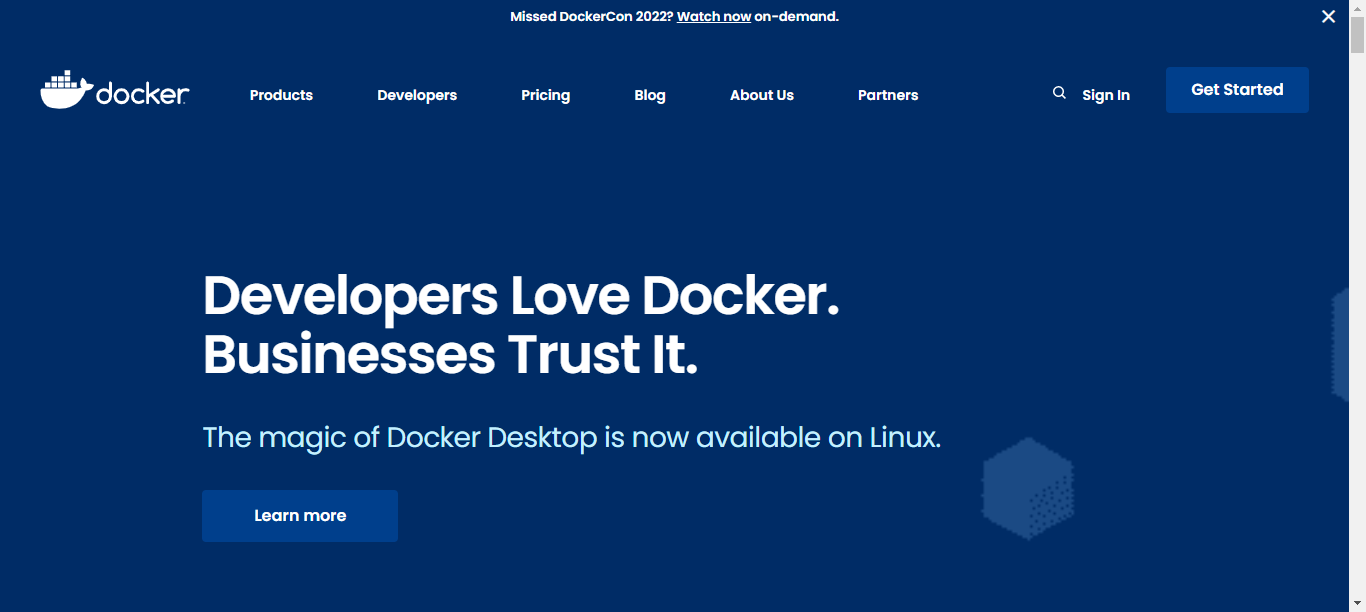 Missed DockerCon 2022? Watch now on-demand.
docker
Products Developers Pricing Blog About Us Partners Sign In Get Started
Developers Love Docker.
Businesses Trust It.
The magic of Docker Desktop is now available on Linux.
Learn more